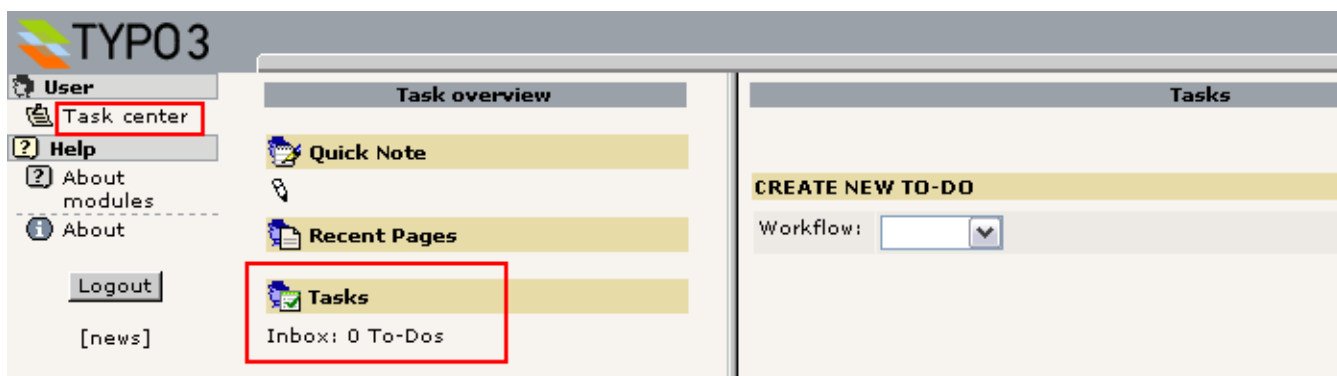 TYPO3
User
Task center
Help
About
modules
About
Logout
[news]
Task overview
Quick Note
Recent Pages
Tasks
Inbox: 0 To-Dos
Tasks
CREATE NEW TO-DO
Workflow: